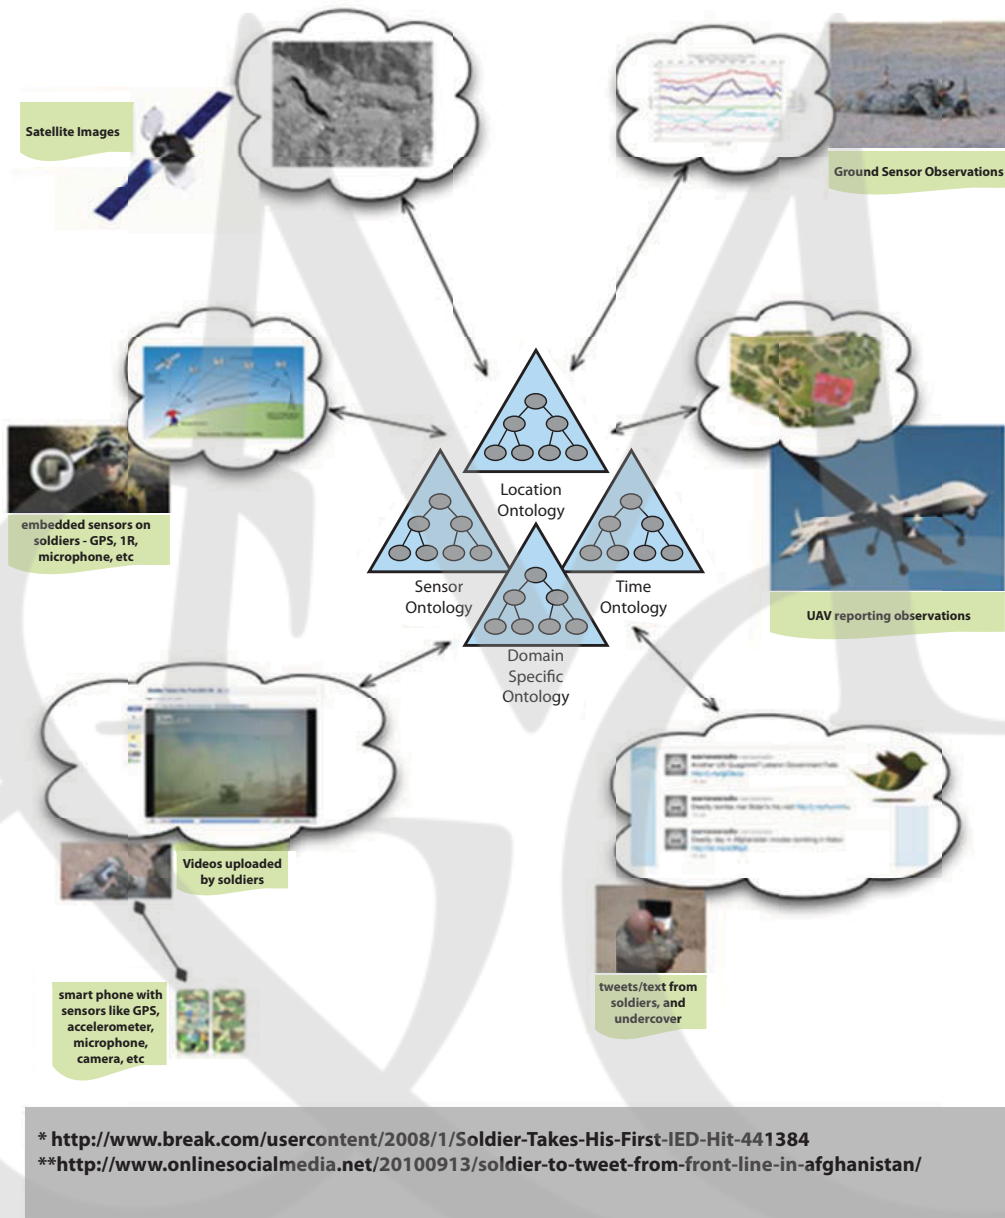 Satellite Images
Ground Sensor Observations
embedded sensors on
soldiers - GPS, 1R,
microphone, etc
Location
Ontology
Sensor
Ontology
Time
Ontology
Domain
Specific
Ontology
UAV reporting observations
Videos uploaded
by soldiers
smart phone with
sensors like GPS,
accelerometer,
microphone,
camera, etc
tweets/text from
soldiers, and
undercover
* http://www.break.com/usercontent/2008/1/Soldier-Takes-His-First-IED-Hit-441384
**http://www.onlinesocialmedia.net/20100913/soldier-to-tweet-from-front-line-in-afghanistan/